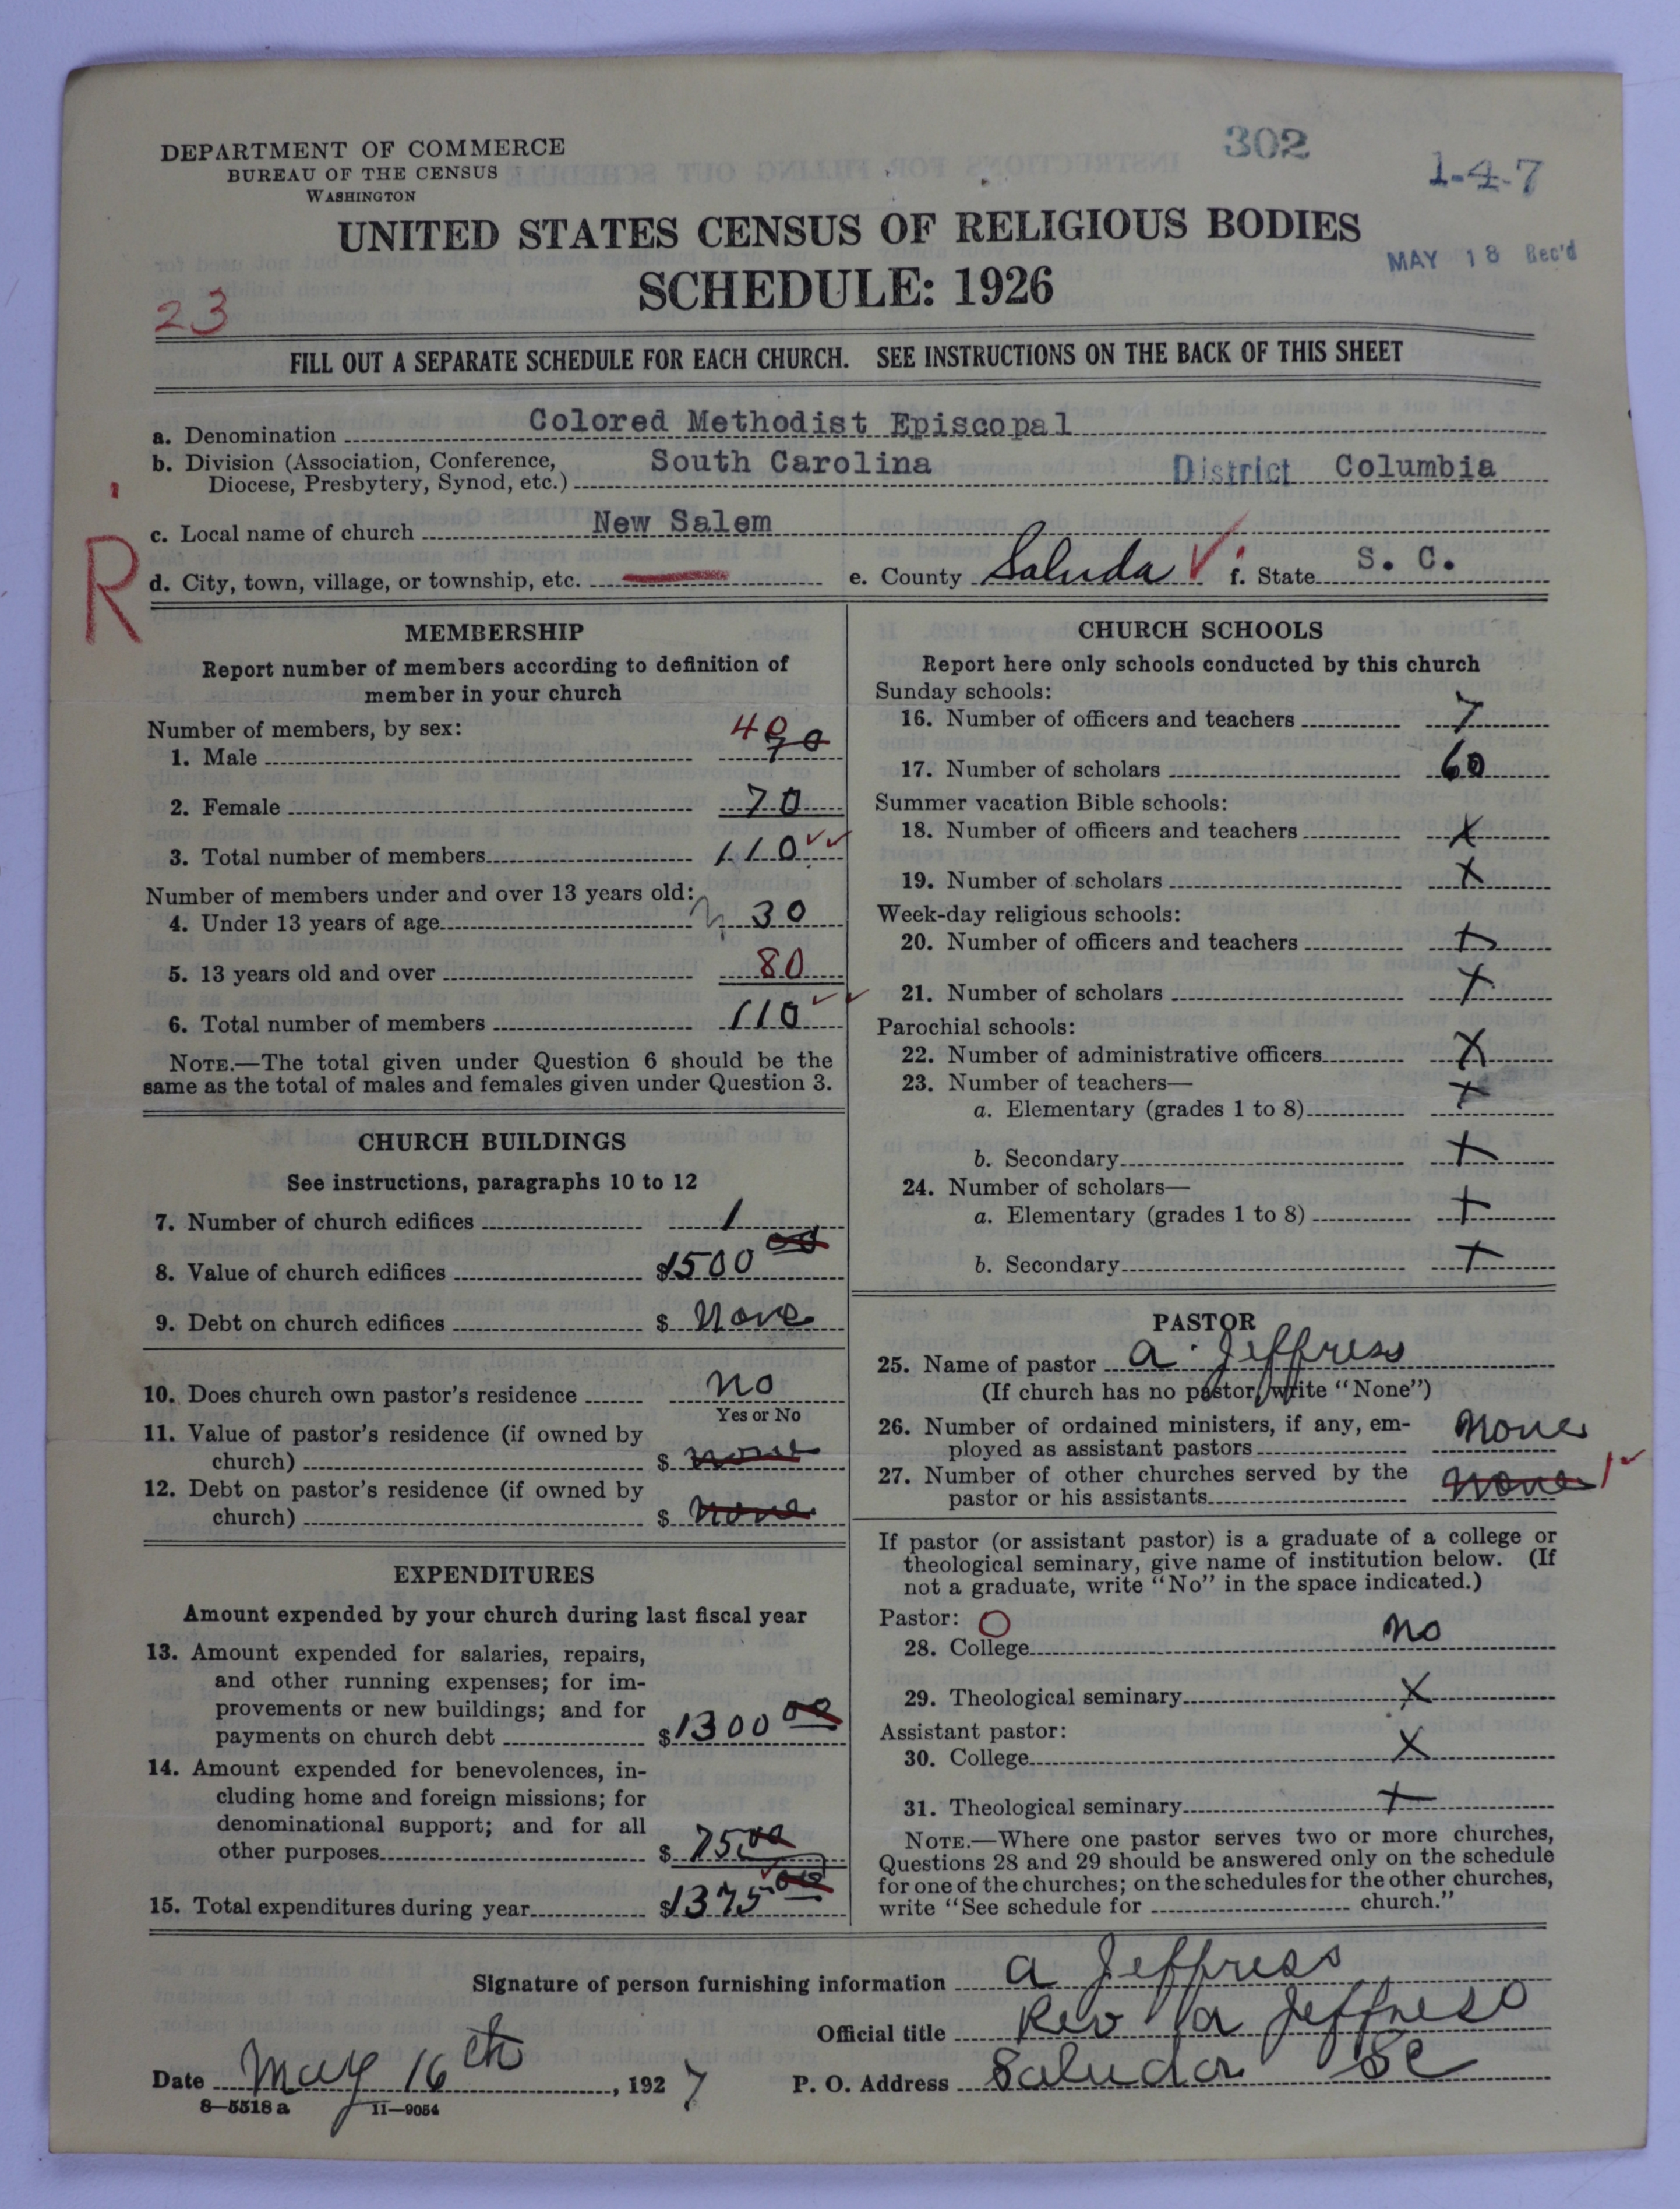 DEPARTMENT OF COMMERCE
BUREAU OF THE CENSUS
WASHINGTON
302
1-4-7
UNITED STATES CENSUS OF RELIGIOUS BODIES
SCHEDULE: 1926
MAY 18 Rec'd
23
FILL OUT A SEPARATE SCHEDULE FOR EACH CHURCH. SEE INSTRUCTIONS ON THE BACK OF THIS SHEET
a. Denomination Colored Methodist Episcopal
b. Division (Association, Conference, Diocese, Presbytery, Synod, etc.) South Carolina District Columbia
c. Local name of church New Salem
R
d. City, town, village, or township, etc. e. County Saluda f. State S. C.
MEMBERSHIP
Report number of members according to definition of
member in your church
Number of members, by sex:
1. Male 40 70
2. Female 70
3. Total number of members 110
Number of members under and over 13 years old:
4. Under 13 years of age 30
5. 13 years old and over 80
6. Total number of members 110
NOTE.—The total given under Question 6 should be the
same as the total of males and females given under Question 3.
CHURCH BUILDINGS
See instructions, paragraphs 10 to 12
7. Number of church edifices 1
8. Value of church edifices $1500 00
9. Debt on church edifices $ None
10. Does church own pastor's residence no
Yes or No
11. Value of pastor's residence (if owned by
church) $ none
12. Debt on pastor's residence (if owned by
church) $ none
EXPENDITURES
Amount expended by your church during last fiscal year
13. Amount expended for salaries, repairs,
and other running expenses; for im-
provements or new buildings; and for
payments on church debt $1300 00
14. Amount expended for benevolences, in-
cluding home and foreign missions; for
denominational support; and for all
other purposes $ 75 00
15. Total expenditures during year $1375 00
CHURCH SCHOOLS
Report here only schools conducted by this church
Sunday schools:
16. Number of officers and teachers 7
17. Number of scholars 60
Summer vacation Bible schools:
18. Number of officers and teachers x
19. Number of scholars x
Week-day religious schools:
20. Number of officers and teachers x
21. Number of scholars x
Parochial schools:
22. Number of administrative officers x
23. Number of teachers—
a. Elementary (grades 1 to 8) x
b. Secondary x
24. Number of scholars—
a. Elementary (grades 1 to 8) x
b. Secondary x
PASTOR
25. Name of pastor a. Jeffress
(If church has no pastor, write "None")
26. Number of ordained ministers, if any, em-
ployed as assistant pastors none
27. Number of other churches served by the
pastor or his assistants none 1
If pastor (or assistant pastor) is a graduate of a college or
theological seminary, give name of institution below. (If
not a graduate, write "No" in the space indicated.)
Pastor: O
28. College no
29. Theological seminary x
Assistant pastor:
30. College x
31. Theological seminary x
NOTE.—Where one pastor serves two or more churches,
Questions 28 and 29 should be answered only on the schedule
for one of the churches; on the schedules for the other churches,
write "See schedule for church."
Signature of person furnishing information a Jeffress
Official title Rev a Jeffress
Date May 16th, 1927 P. O. Address Saluda SC
8—5518a 11—9054